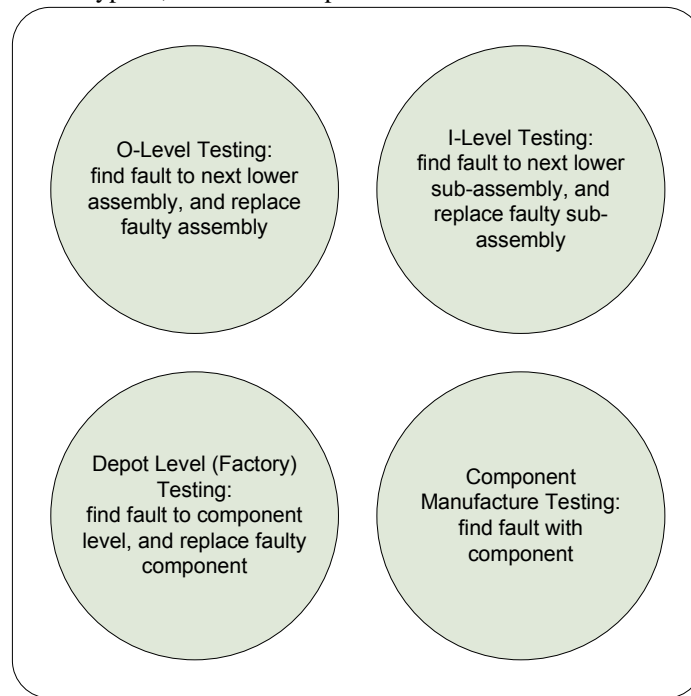 O-Level Testing:
find fault to next lower
assembly, and replace
faulty assembly
I-Level Testing:
find fault to next lower
sub-assembly, and
replace faulty sub-
assembly
Depot Level (Factory)
Testing:
find fault to component
level, and replace faulty
component
Component
Manufacture Testing:
find fault with
component